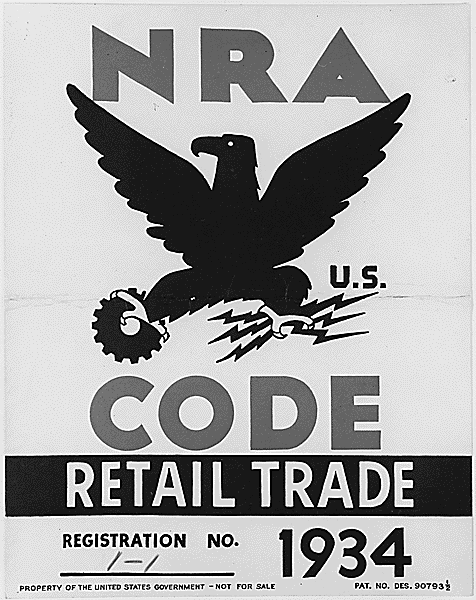 NRA
U.S.
CODE
RETAIL TRADE
REGISTRATION NO. 1934
1-1
PROPERTY OF THE UNITED STATES GOVERNMENT - NOT FOR SALE PAT. NO. DES. 90793½